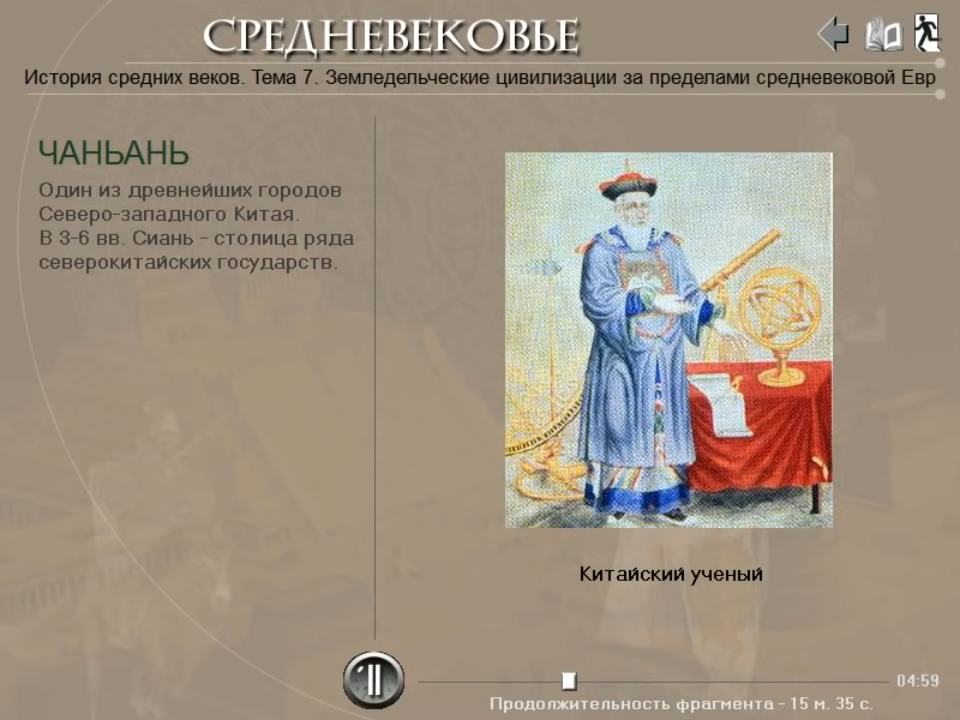 СРЕДНЕВЕКОВЬЕ
История средних веков. Тема 7. Земледельческие цивилизации за пределами средневековой Евр
ЧАНЬАНЬ
Один из древнейших городов
Северо-западного Китая.
В 3-6 вв. Сиань - столица ряда
северокитайских государств.
Китайский ученый
04:59
Продолжительность фрагмента - 15 м. 35 с.